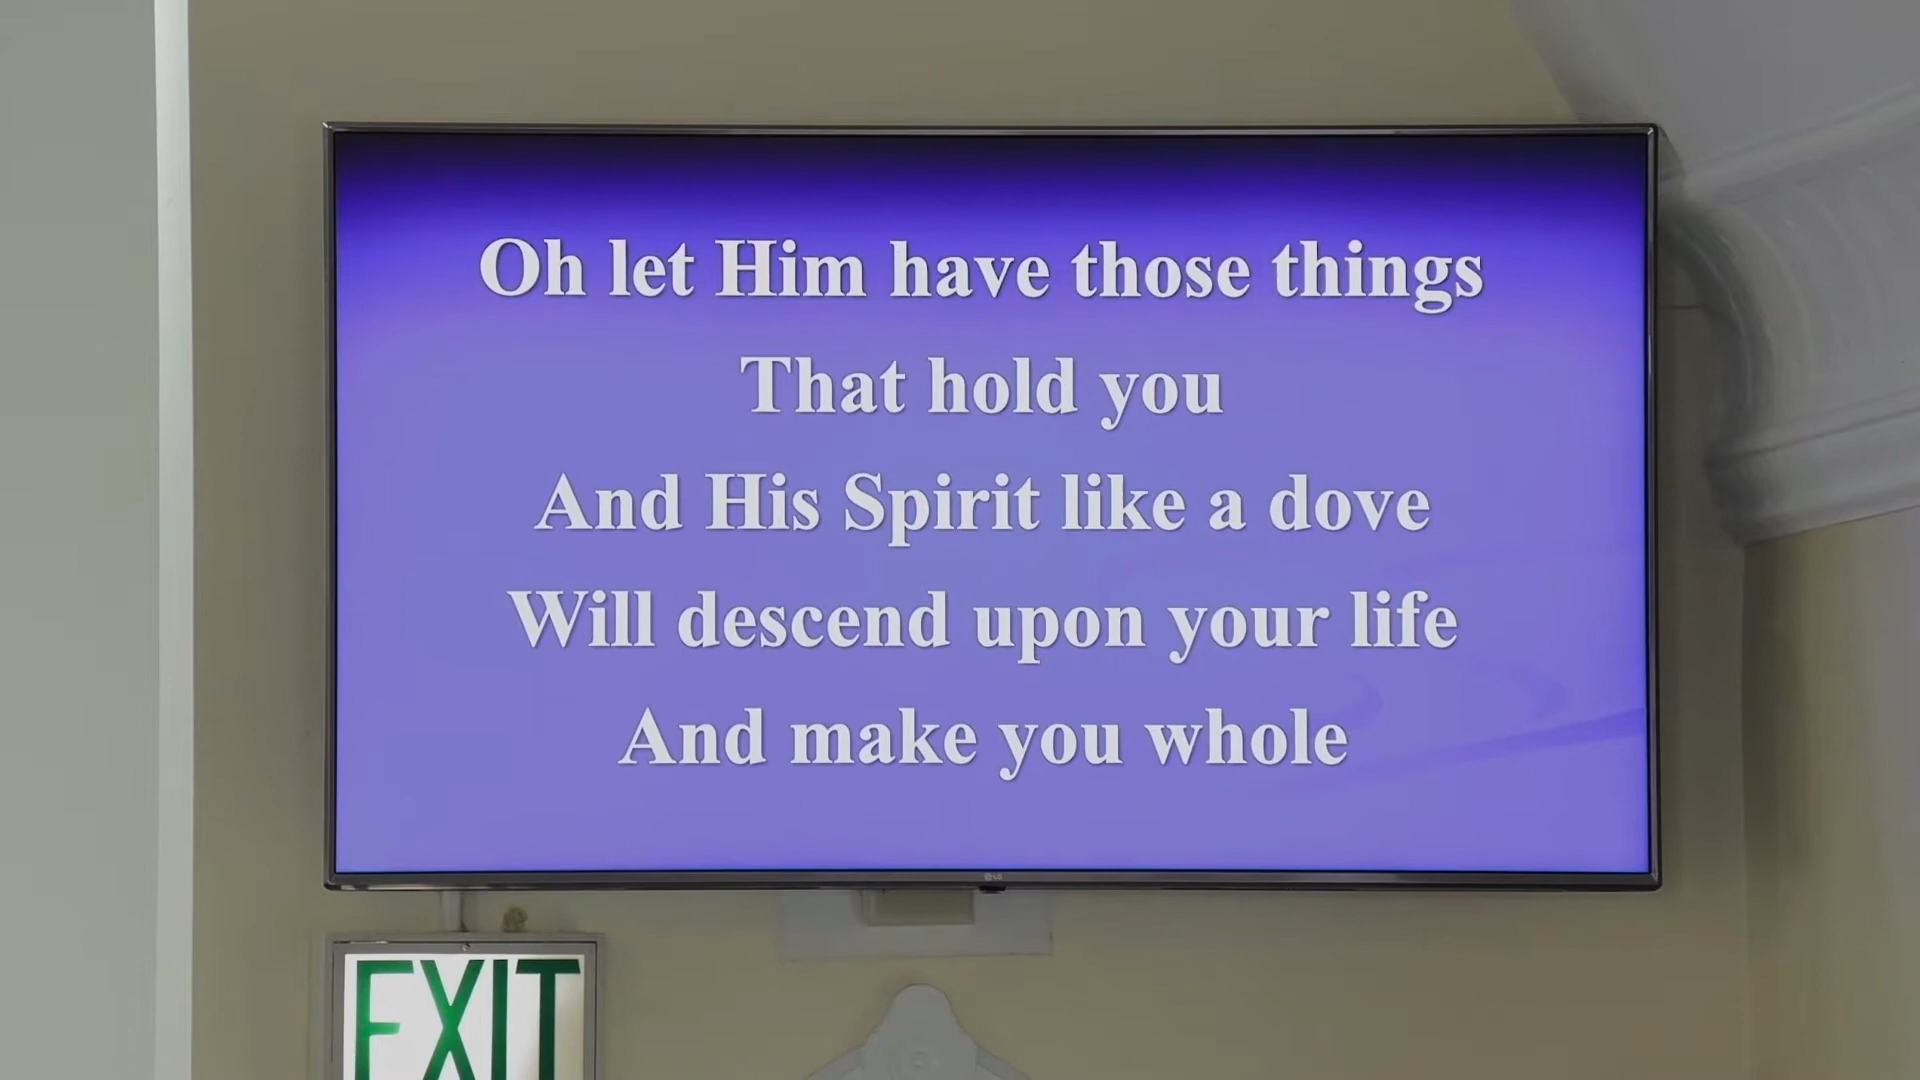 Oh let Him have those things
That hold you
And His Spirit like a dove
Will descend upon your life
And make you whole
LG
EXIT